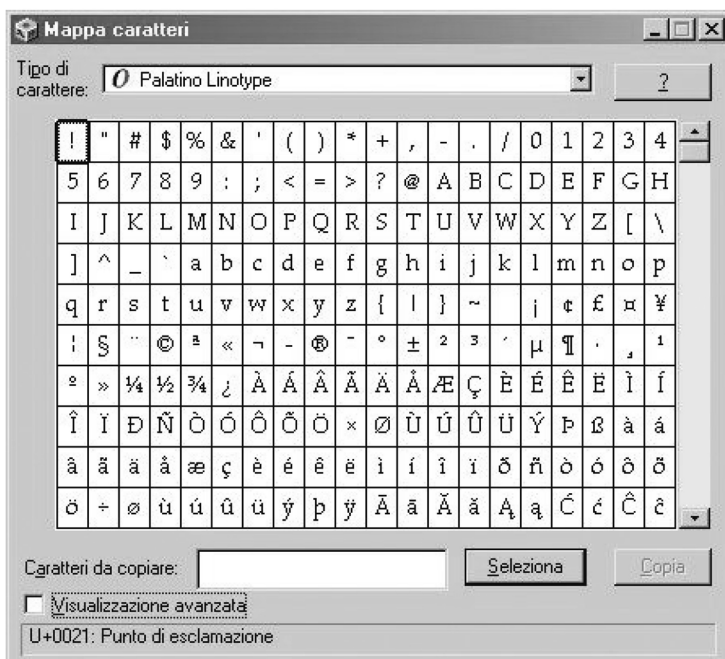 Mappa caratteri
Tipo di carattere: O Palatino Linotype ?
! " # $ % & ' ( ) * + , - . / 0 1 2 3 4
5 6 7 8 9 : ; < = > ? @ A B C D E F G H
I J K L M N O P Q R S T U V W X Y Z [ \
] ^ _ ` a b c d e f g h i j k l m n o p
q r s t u v w x y z { | } ~ ¡ ¢ £ ¤ ¥
¦ § ¨ © ª « ¬ - ® ¯ ° ± ² ³ ´ µ ¶ · ¸ ¹
º » ¼ ½ ¾ ¿ À Á Â Ã Ä Å Æ Ç È É Ê Ë Ì Í
Î Ï Ð Ñ Ò Ó Ô Õ Ö × Ø Ù Ú Û Ü Ý Þ ß à á
â ã ä å æ ç è é ê ë ì í î ï ð ñ ò ó ô õ
ö ÷ ø ù ú û ü ý þ ÿ Ā ā Ă ă Ą ą Ć ć Ĉ ĉ
Caratteri da copiare: Seleziona Copia
Visualizzazione avanzata
U+0021: Punto di esclamazione